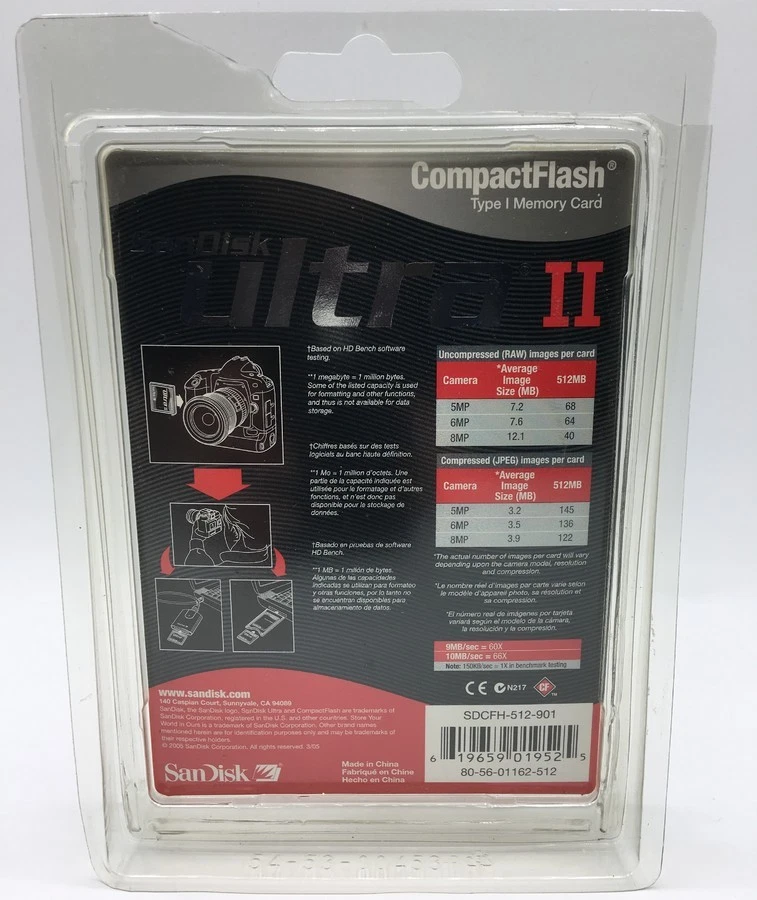 CompactFlash®
Type I Memory Card
SanDisk
ultra II
†Based on HD Bench software
testing.
**1 megabyte = 1 million bytes.
Some of the listed capacity is used
for formatting and other functions,
and thus is not available for data
storage.
†Chiffres basés sur des tests
logiciels au banc haute définition.
**1 Mo = 1 million d'octets. Une
partie de la capacité indiquée est
utilisée pour le formatage et d'autres
fonctions, et n'est donc pas
disponible pour le stockage de
données.
†Basado en pruebas de software
HD Bench.
**1 MB = 1 millón de bytes.
Algunas de las capacidades
indicadas se utilizan para formateo
y otras funciones, por lo tanto no
se encuentran disponibles para
almacenamiento de datos.
Uncompressed (RAW) images per card
Camera *Average Image Size (MB) 512MB
5MP 7.2 68
6MP 7.6 64
8MP 12.1 40
Compressed (JPEG) images per card
Camera *Average Image Size (MB) 512MB
5MP 3.2 145
6MP 3.5 136
8MP 3.9 122
*The actual number of images per card will vary
depending upon the camera model, resolution
and compression.
*Le nombre réel d'images par carte varie selon
le modèle d'appareil photo, sa résolution et
sa compression.
*El número real de imágenes por tarjeta
variará según el modelo de la cámara,
la resolución y la compresión.
9MB/sec = 60X
10MB/sec = 66X
Note: 150KB/sec = 1X in benchmark testing
CE N217 CF™
www.sandisk.com
140 Caspian Court, Sunnyvale, CA 94089
SanDisk, the SanDisk logo, SanDisk Ultra and CompactFlash are trademarks of
SanDisk Corporation, registered in the U.S. and other countries. Store Your
World in Ours is a trademark of SanDisk Corporation. Other brand names
mentioned herein are for identification purposes only and may be trademarks of
their respective holders.
© 2005 SanDisk Corporation. All rights reserved. 3/05
SanDisk
Made in China
Fabriqué en Chine
Hecho en China
SDCFH-512-901
6 19659 01952 5
80-56-01162-512